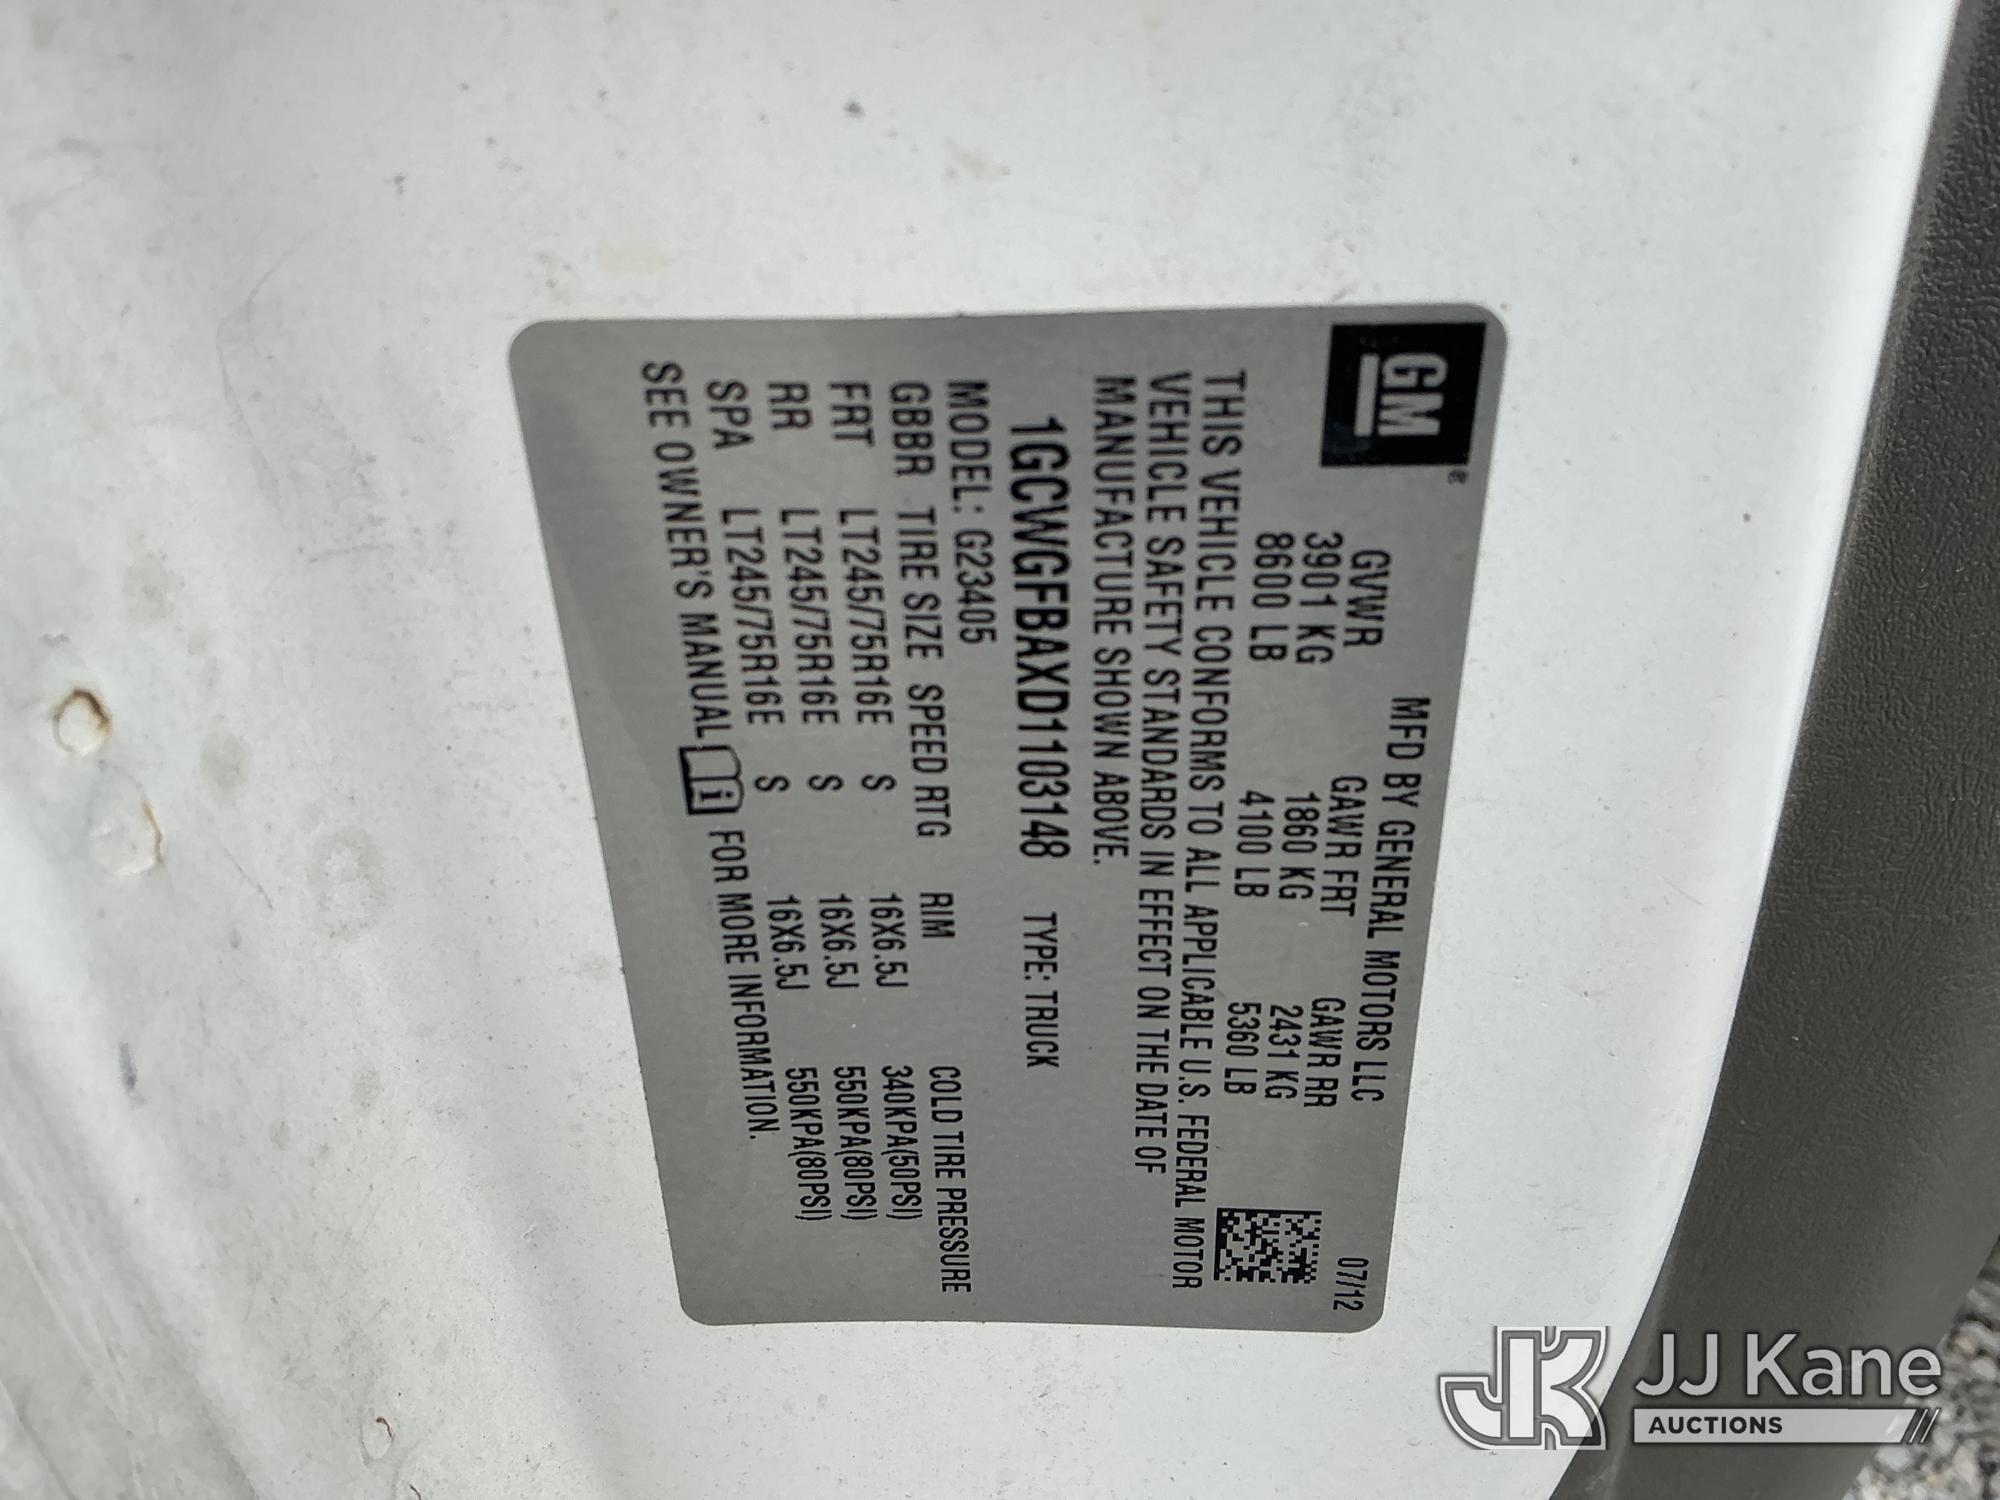 GM®
MFD BY GENERAL MOTORS LLC 07/12
GVWR GAWR FRT GAWR RR
3901 KG 1860 KG 2431 KG
8600 LB 4100 LB 5360 LB
THIS VEHICLE CONFORMS TO ALL APPLICABLE U.S. FEDERAL MOTOR
VEHICLE SAFETY STANDARDS IN EFFECT ON THE DATE OF
MANUFACTURE SHOWN ABOVE.
1GCWGFBAXD1103148 TYPE: TRUCK
MODEL: G23405
GBBR TIRE SIZE SPEED RTG RIM COLD TIRE PRESSURE
FRT LT245/75R16E S 16X6.5J 340KPA(50PSI)
RR LT245/75R16E S 16X6.5J 550KPA(80PSI)
SPA LT245/75R16E S 16X6.5J 550KPA(80PSI)
SEE OWNER'S MANUAL i FOR MORE INFORMATION.
JK JJ Kane
AUCTIONS